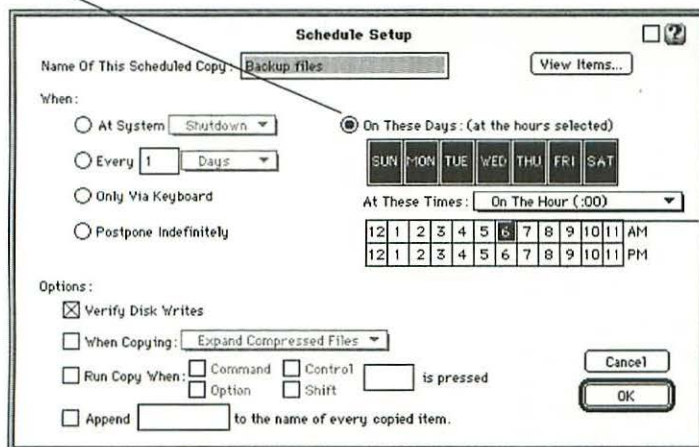 Schedule Setup
?
Name Of This Scheduled Copy: Backup files
View Items...
When:
At System Shutdown
Every 1 Days
Only Via Keyboard
Postpone Indefinitely
On These Days: (at the hours selected)
SUN MON TUE WED THU FRI SAT
At These Times: On The Hour (:00)
12 1 2 3 4 5 6 7 8 9 10 11 AM
12 1 2 3 4 5 6 7 8 9 10 11 PM
Options:
Verify Disk Writes
When Copying: Expand Compressed Files
Run Copy When: Command Control is pressed
Option Shift
Append to the name of every copied item.
Cancel
OK